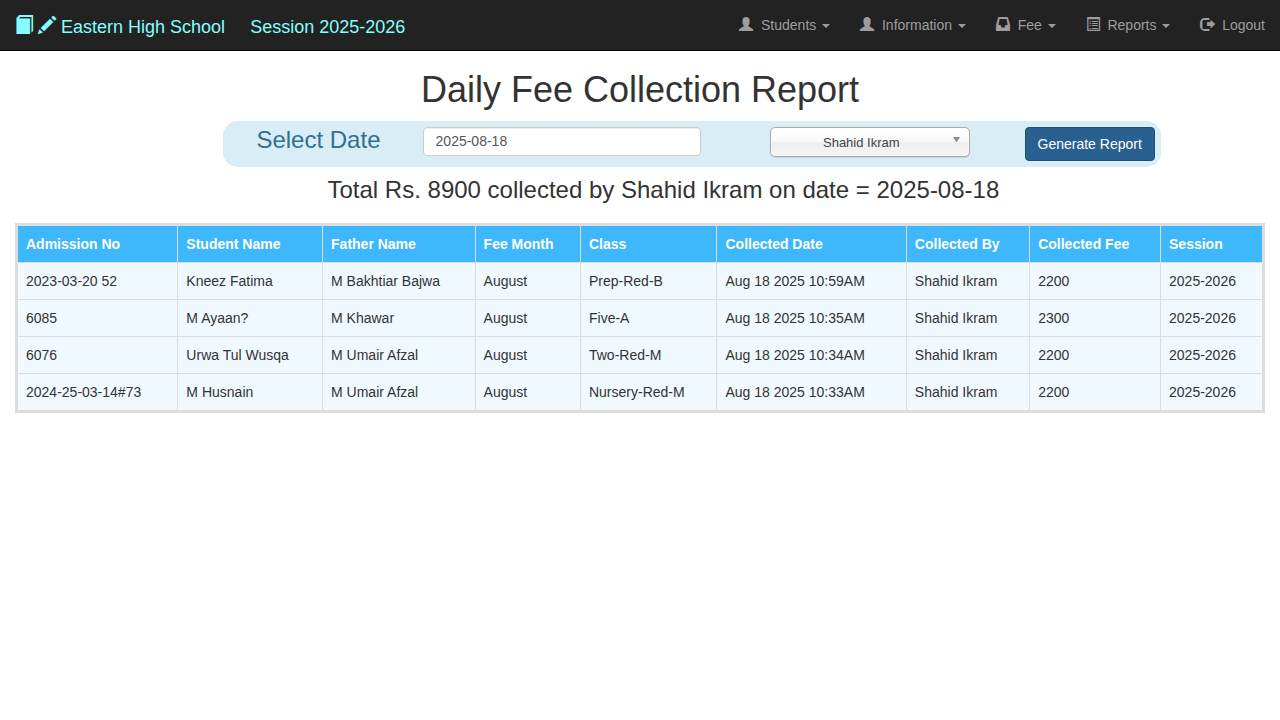 Eastern High School Session 2025-2026 Students Information Fee Reports Logout
Daily Fee Collection Report
Select Date 2025-08-18 Shahid Ikram Generate Report
Total Rs. 8900 collected by Shahid Ikram on date = 2025-08-18
Admission No Student Name Father Name Fee Month Class Collected Date Collected By Collected Fee Session
2023-03-20 52 Kneez Fatima M Bakhtiar Bajwa August Prep-Red-B Aug 18 2025 10:59AM Shahid Ikram 2200 2025-2026
6085 M Ayaan? M Khawar August Five-A Aug 18 2025 10:35AM Shahid Ikram 2300 2025-2026
6076 Urwa Tul Wusqa M Umair Afzal August Two-Red-M Aug 18 2025 10:34AM Shahid Ikram 2200 2025-2026
2024-25-03-14#73 M Husnain M Umair Afzal August Nursery-Red-M Aug 18 2025 10:33AM Shahid Ikram 2200 2025-2026